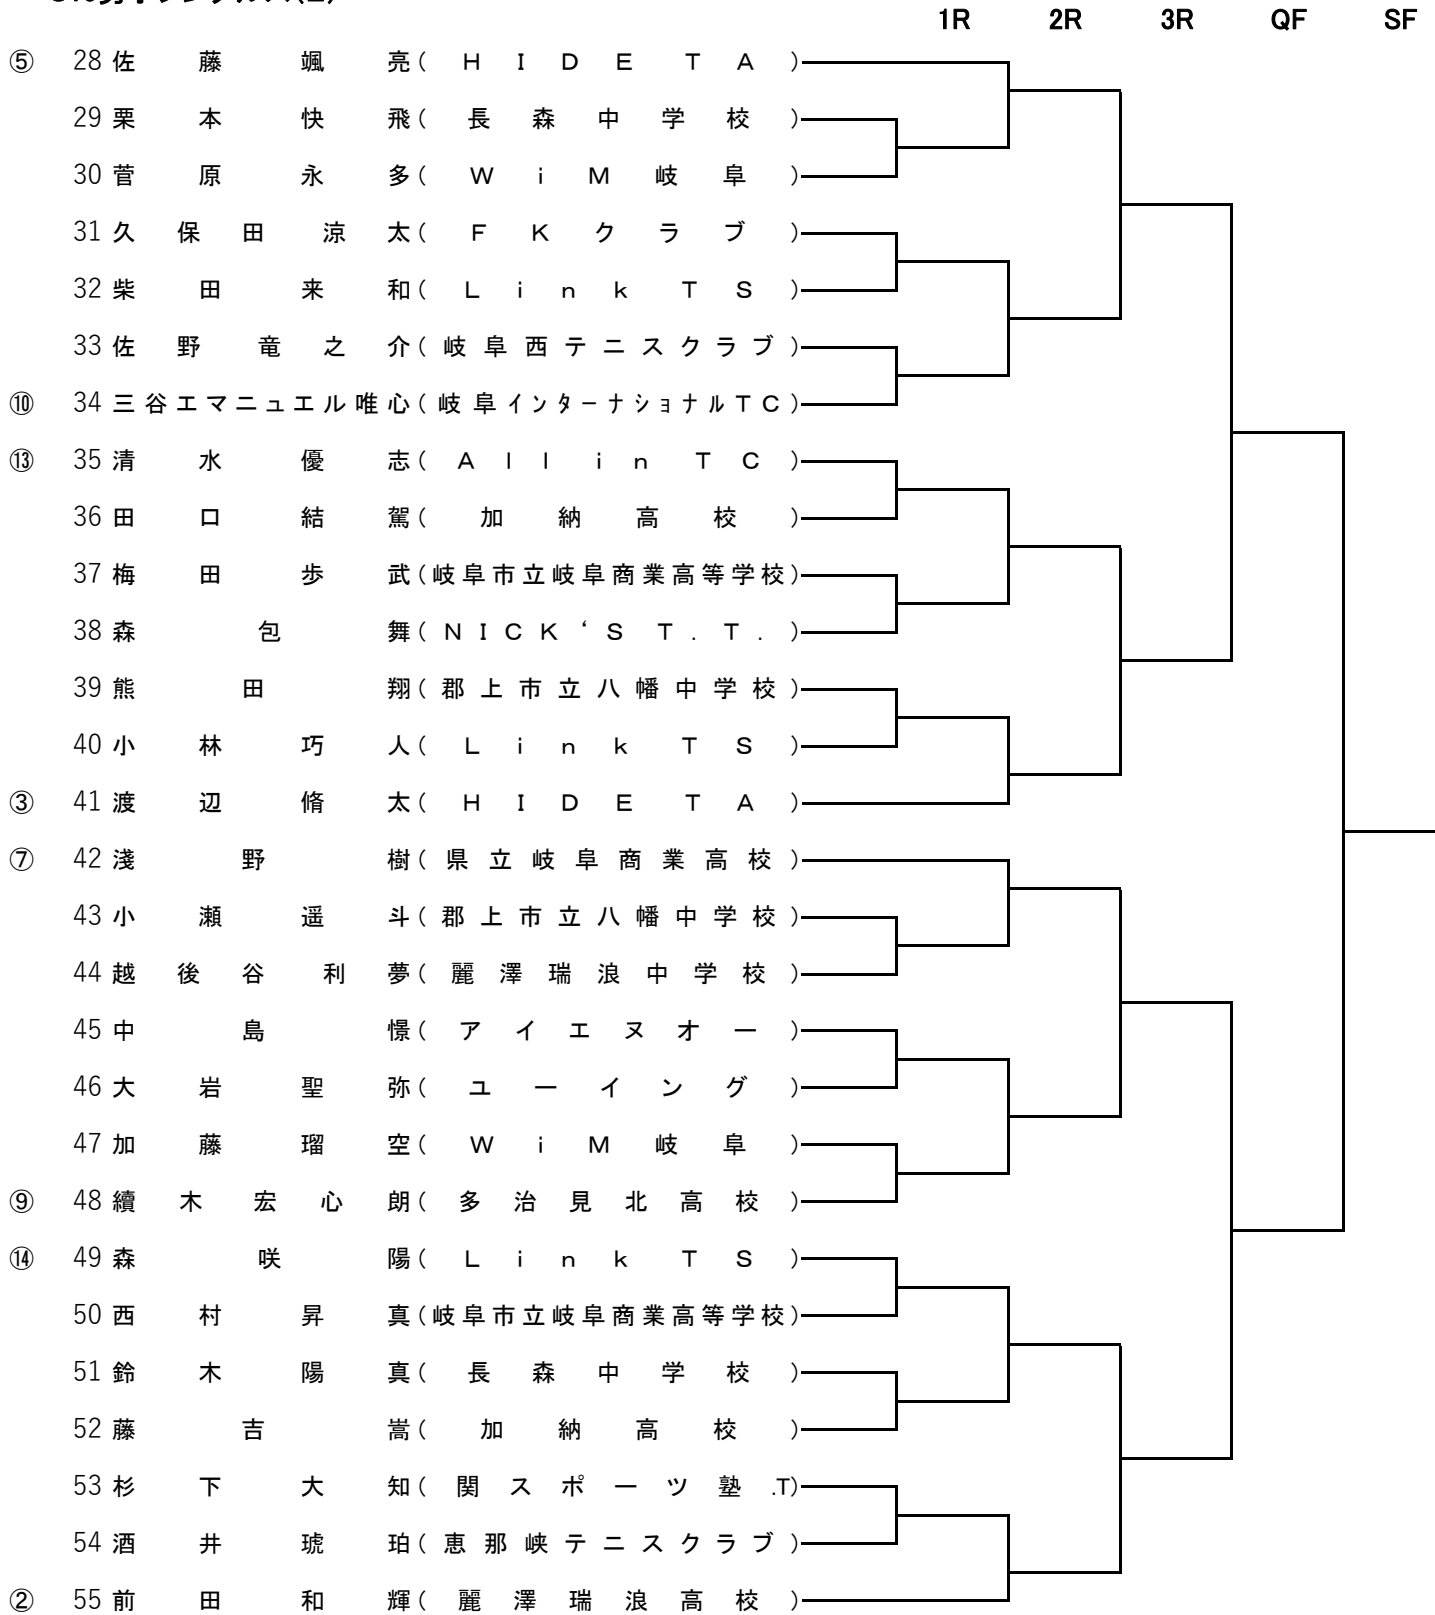 1R 2R 3R QF SF
⑤ 28 佐藤颯亮(HIDE TA)
29 栗本快飛(長森中学校)
30 菅原永多(WiM岐阜)
31 久保田涼太(FKクラブ)
32 柴田来和(Link TS)
33 佐野竜之介(岐阜西テニスクラブ)
⑩ 34 三谷エマニュエル唯心(岐阜インターナショナルTC)
⑬ 35 清水優志(All in TC)
36 田口結駕(加納高校)
37 梅田歩武(岐阜市立岐阜商業高等学校)
38 森包舞(NICK‘S T.T.)
39 熊田翔(郡上市立八幡中学校)
40 小林巧人(Link TS)
③ 41 渡辺脩太(HIDE TA)
⑦ 42 淺野樹(県立岐阜商業高校)
43 小瀬遥斗(郡上市立八幡中学校)
44 越後谷利夢(麗澤瑞浪中学校)
45 中島憬(アイエヌオー)
46 大岩聖弥(ユーイング)
47 加藤瑠空(WiM岐阜)
⑨ 48 續木宏心朗(多治見北高校)
⑭ 49 森咲陽(Link TS)
50 西村昇真(岐阜市立岐阜商業高等学校)
51 鈴木陽真(長森中学校)
52 藤吉嵩(加納高校)
53 杉下大知(関スポーツ塾.T)
54 酒井琥珀(恵那峡テニスクラブ)
② 55 前田和輝(麗澤瑞浪高校)